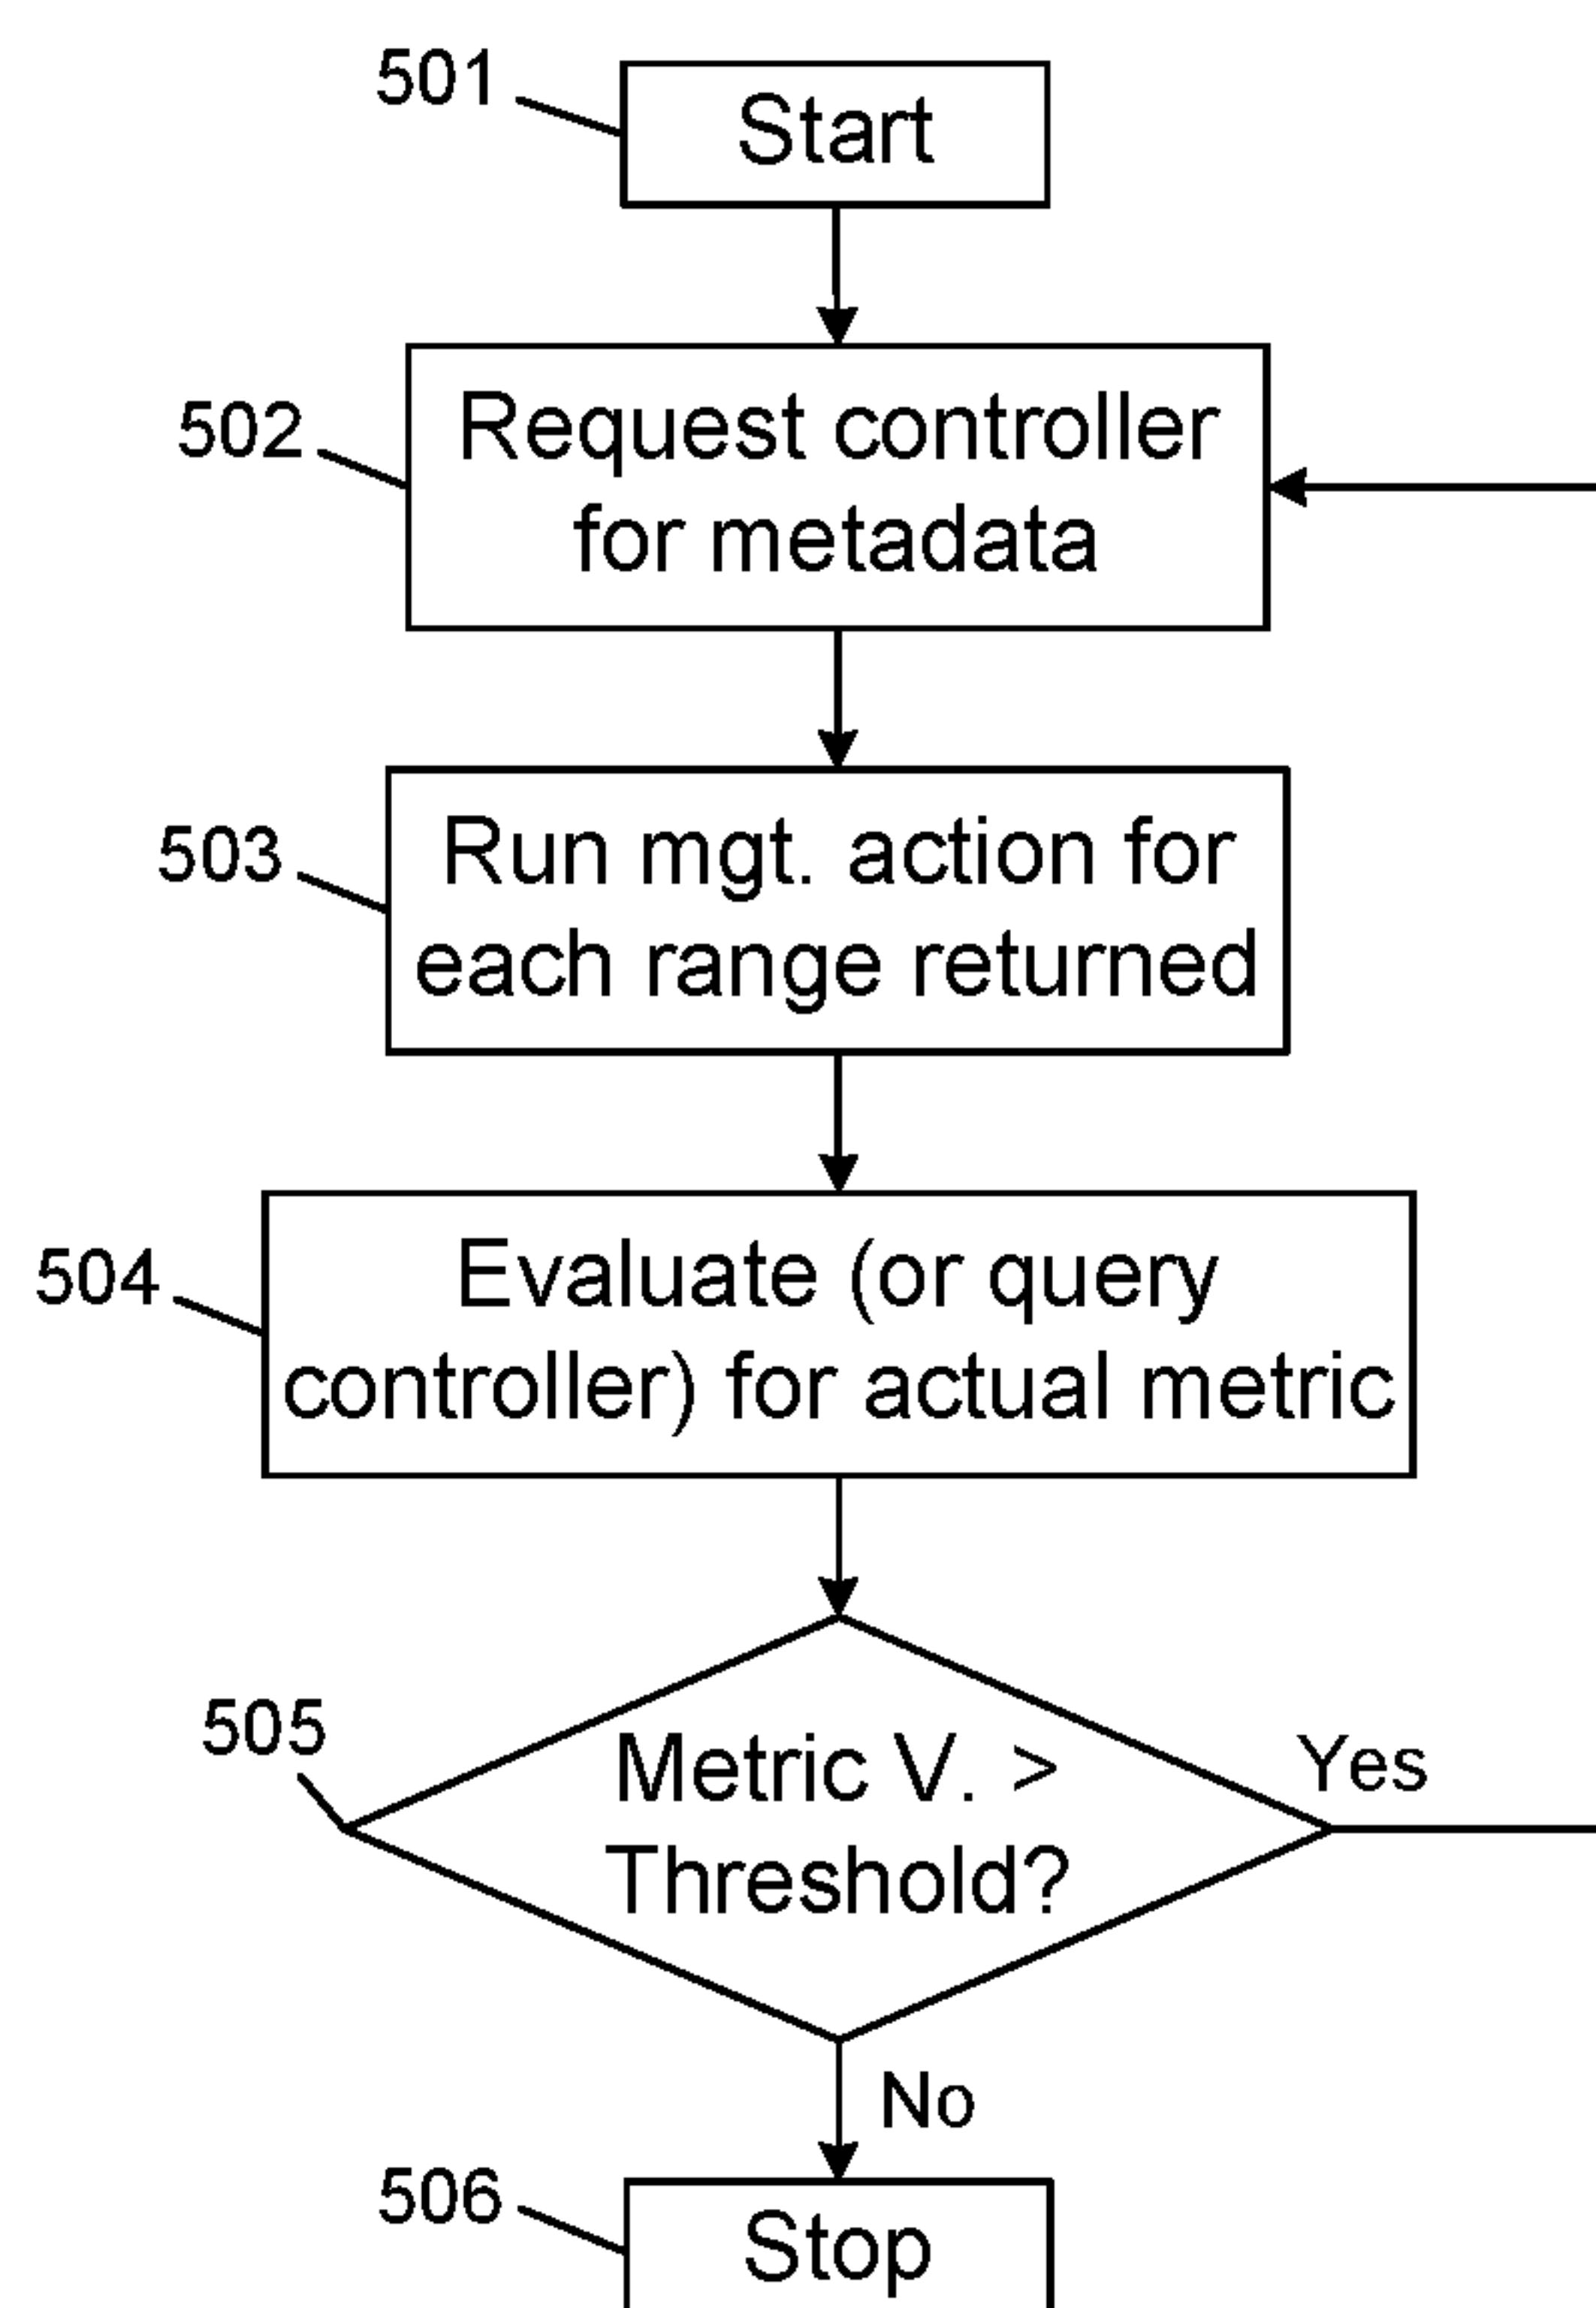 501
Start
502
Request controller
for metadata
503
Run mgt. action for
each range returned
504
Evaluate (or query
controller) for actual metric
505
Metric V. >
Threshold?
Yes
No
506
Stop